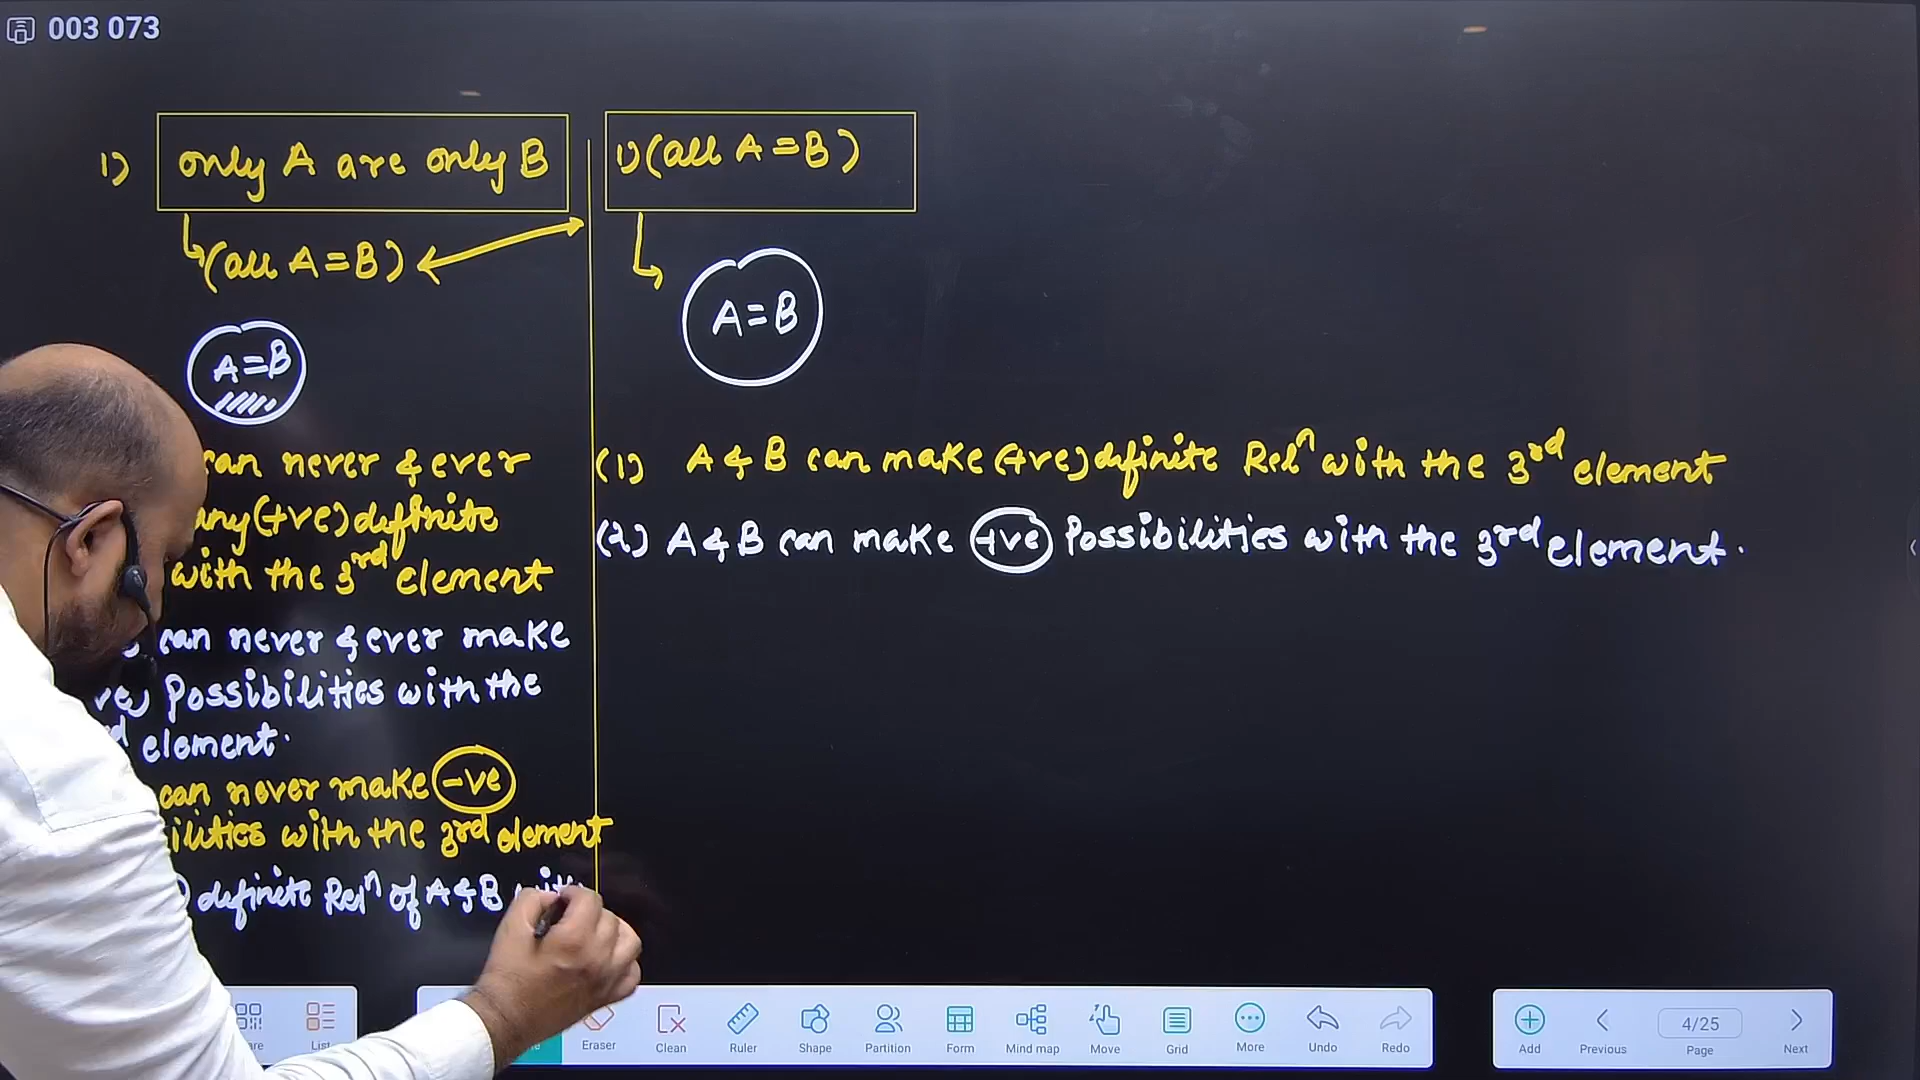 003 073
1) only A are only B
(all A=B)
A=B
can never & ever
any (+ve) definite
with the 3rd element
can never & ever make
ve) Possibilities with the
element.
can never make -ve
ilities with the 3rd element
definite Relⁿ of A & B with
1) (all A=B)
A=B
(1) A & B can make (+ve) definite Relⁿ with the 3rd element
(2) A & B can make +ve Possibilities with the 3rd element.
List
Eraser
Clean
Ruler
Shape
Partition
Form
Mind map
Move
Grid
More
Undo
Redo
Add
Previous
4/25
Page
Next